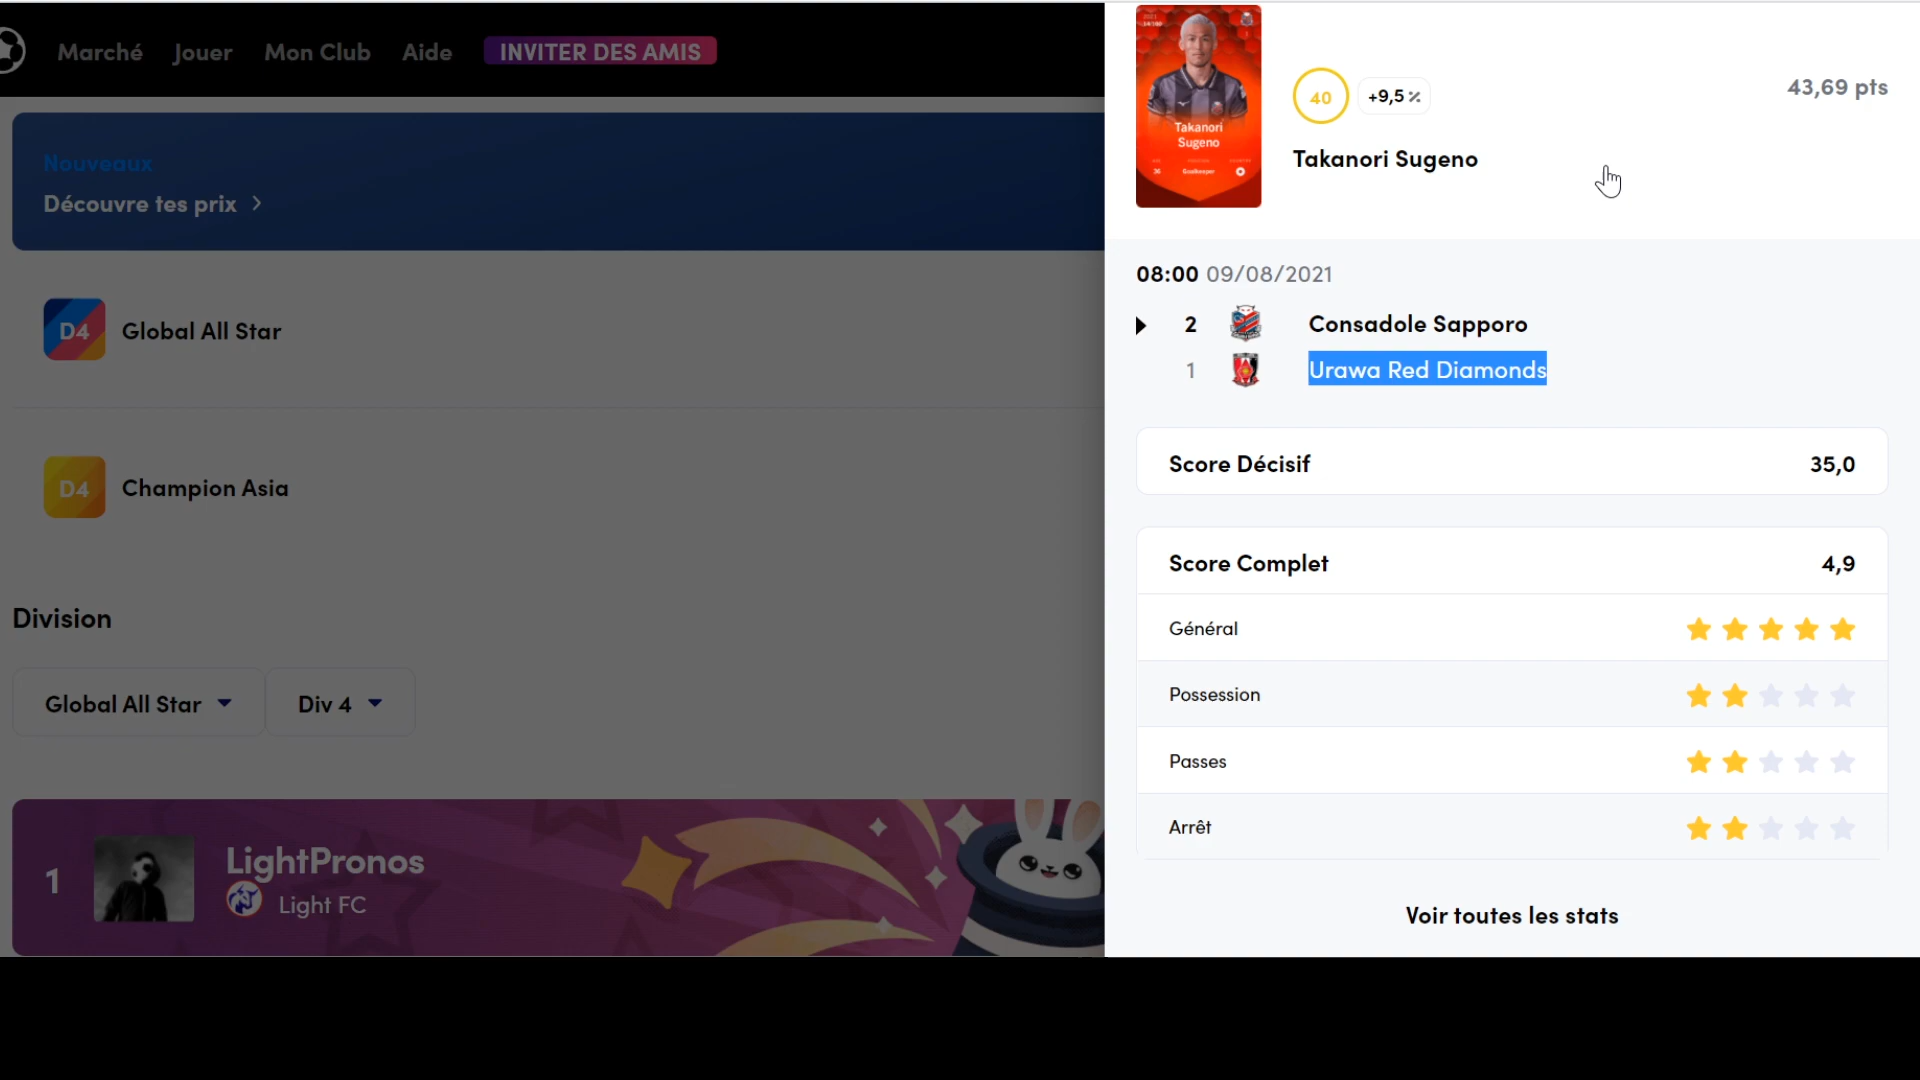 Marché Jouer Mon Club Aide INVITER DES AMIS
Nouveaux
Découvre tes prix
D4 Global All Star
D4 Champion Asia
Division
Global All Star Div 4
1 LightPronos
Light FC
2021
Takanori
Sugeno
36 Goalkeeper
40 +9,5%
43,69 pts
Takanori Sugeno
08:00 09/08/2021
2 Consadole Sapporo
1 Urawa Red Diamonds
Score Décisif 35,0
Score Complet 4,9
Général
Possession
Passes
Arrêt
Voir toutes les stats